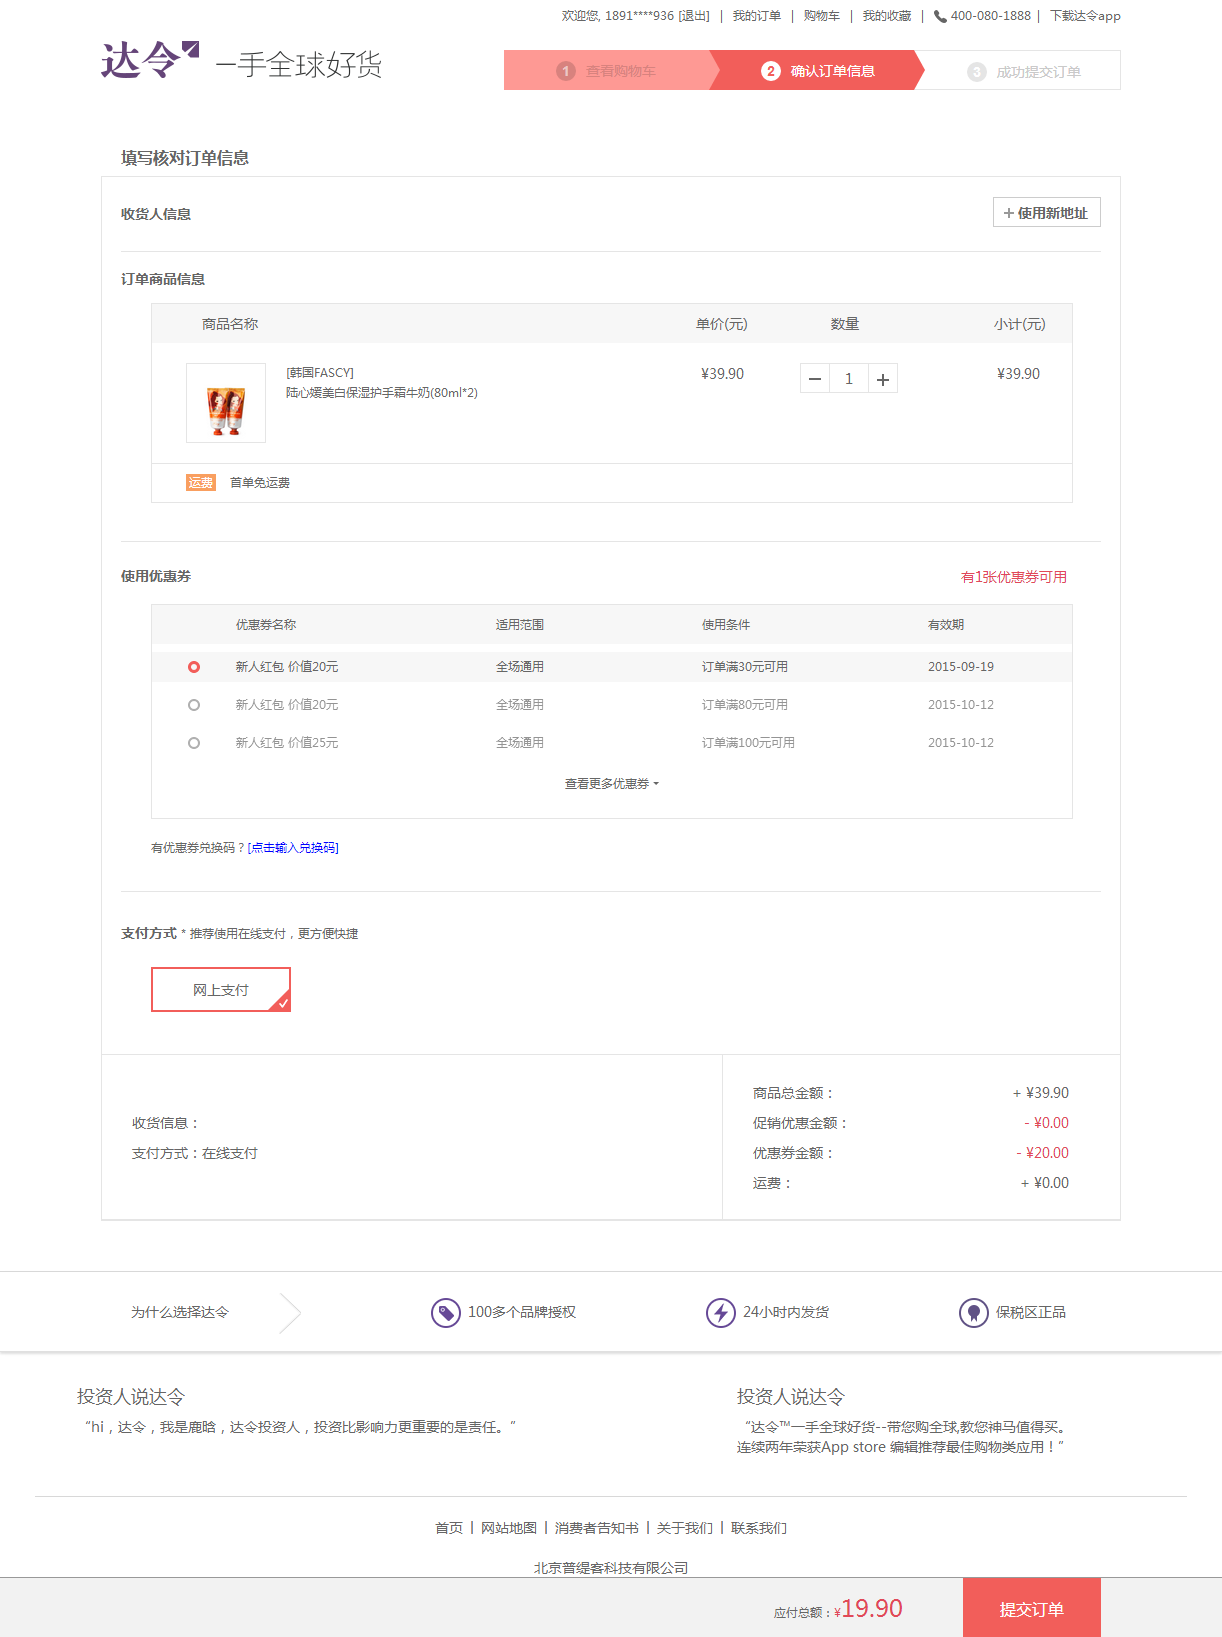 欢迎您, 1891****936 [退出] | 我的订单 | 购物车 | 我的收藏 | 400-080-1888 | 下载达令app
达令 一手全球好货
1 查看购物车 2 确认订单信息 3 成功提交订单
填写核对订单信息
收货人信息 + 使用新地址
订单商品信息
商品名称 单价(元) 数量 小计(元)
[韩国FASCY] ¥39.90 1 ¥39.90
陆心媛美白保湿护手霜牛奶(80ml*2)
运费 首单免运费
使用优惠券 有1张优惠券可用
优惠券名称 适用范围 使用条件 有效期
新人红包 价值20元 全场通用 订单满30元可用 2015-09-19
新人红包 价值20元 全场通用 订单满80元可用 2015-10-12
新人红包 价值25元 全场通用 订单满100元可用 2015-10-12
查看更多优惠券
有优惠券兑换码？[点击输入兑换码]
支付方式 * 推荐使用在线支付，更方便快捷
网上支付
商品总金额： + ¥39.90
收货信息： 促销优惠金额： - ¥0.00
支付方式：在线支付 优惠券金额： - ¥20.00
运费： + ¥0.00
为什么选择达令 100多个品牌授权 24小时内发货 保税区正品
投资人说达令 投资人说达令
“hi，达令，我是鹿晗，达令投资人，投资比影响力更重要的是责任。” “达令™一手全球好货--带您购全球,教您神马值得买。
连续两年荣获App store 编辑推荐最佳购物类应用！”
首页 | 网站地图 | 消费者告知书 | 关于我们 | 联系我们
北京普缇客科技有限公司
应付总额：¥19.90 提交订单